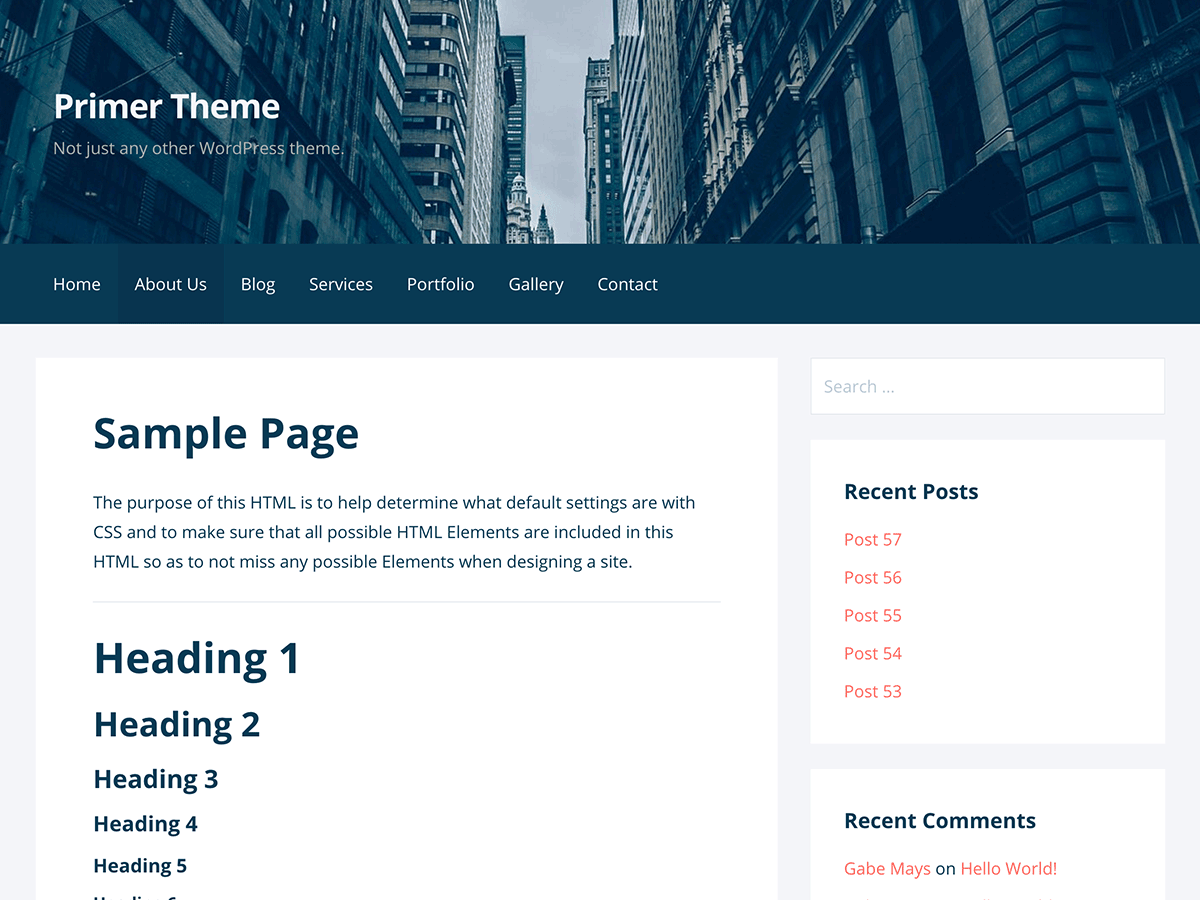 Primer Theme
Not just any other WordPress theme.
Home About Us Blog Services Portfolio Gallery Contact
Sample Page
The purpose of this HTML is to help determine what default settings are with
CSS and to make sure that all possible HTML Elements are included in this
HTML so as to not miss any possible Elements when designing a site.
Heading 1
Heading 2
Heading 3
Heading 4
Heading 5
Search ...
Recent Posts
Post 57
Post 56
Post 55
Post 54
Post 53
Recent Comments
Gabe Mays on Hello World!